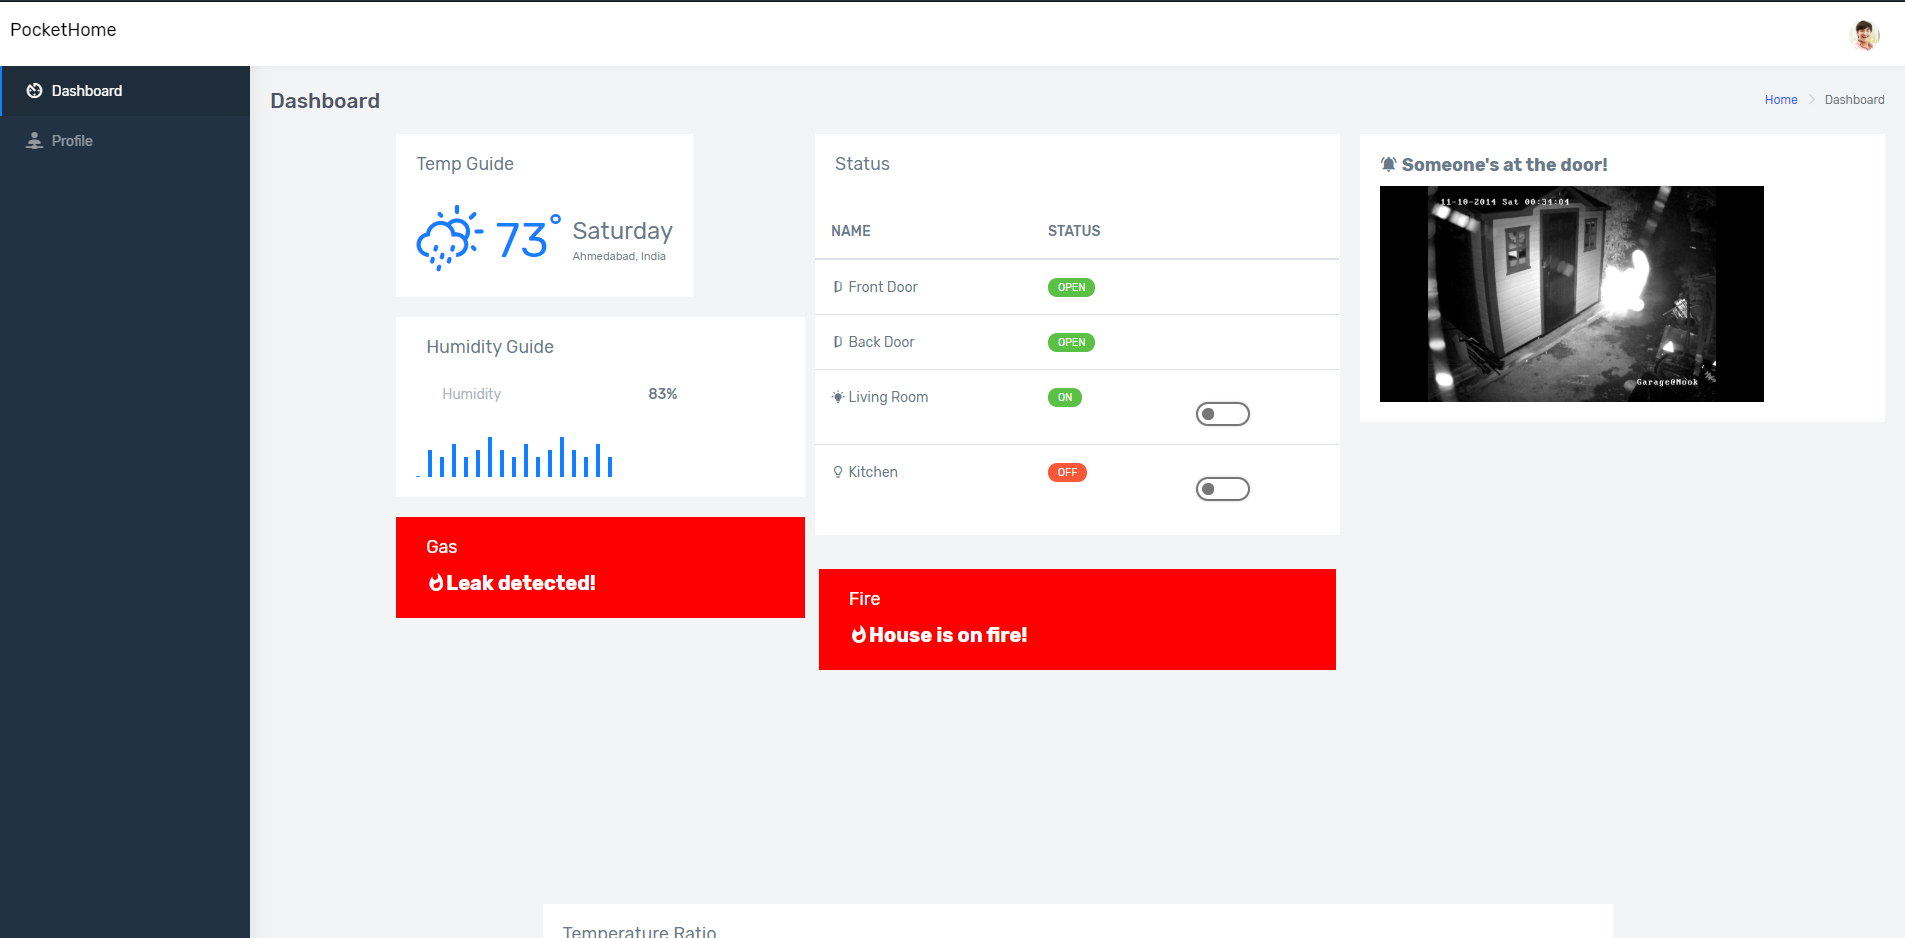 PocketHome
Dashboard
Profile
Dashboard
Home
Dashboard
Temp Guide
73°
Saturday
Ahmedabad, India
Humidity Guide
Humidity 83%
Gas
Leak detected!
Status
NAME STATUS
Front Door OPEN
Back Door OPEN
Living Room ON
Kitchen OFF
Fire
House is on fire!
Someone's at the door!
11-10-2014 Sat 00:34:04
Garage@Mook
Temperature Ratio